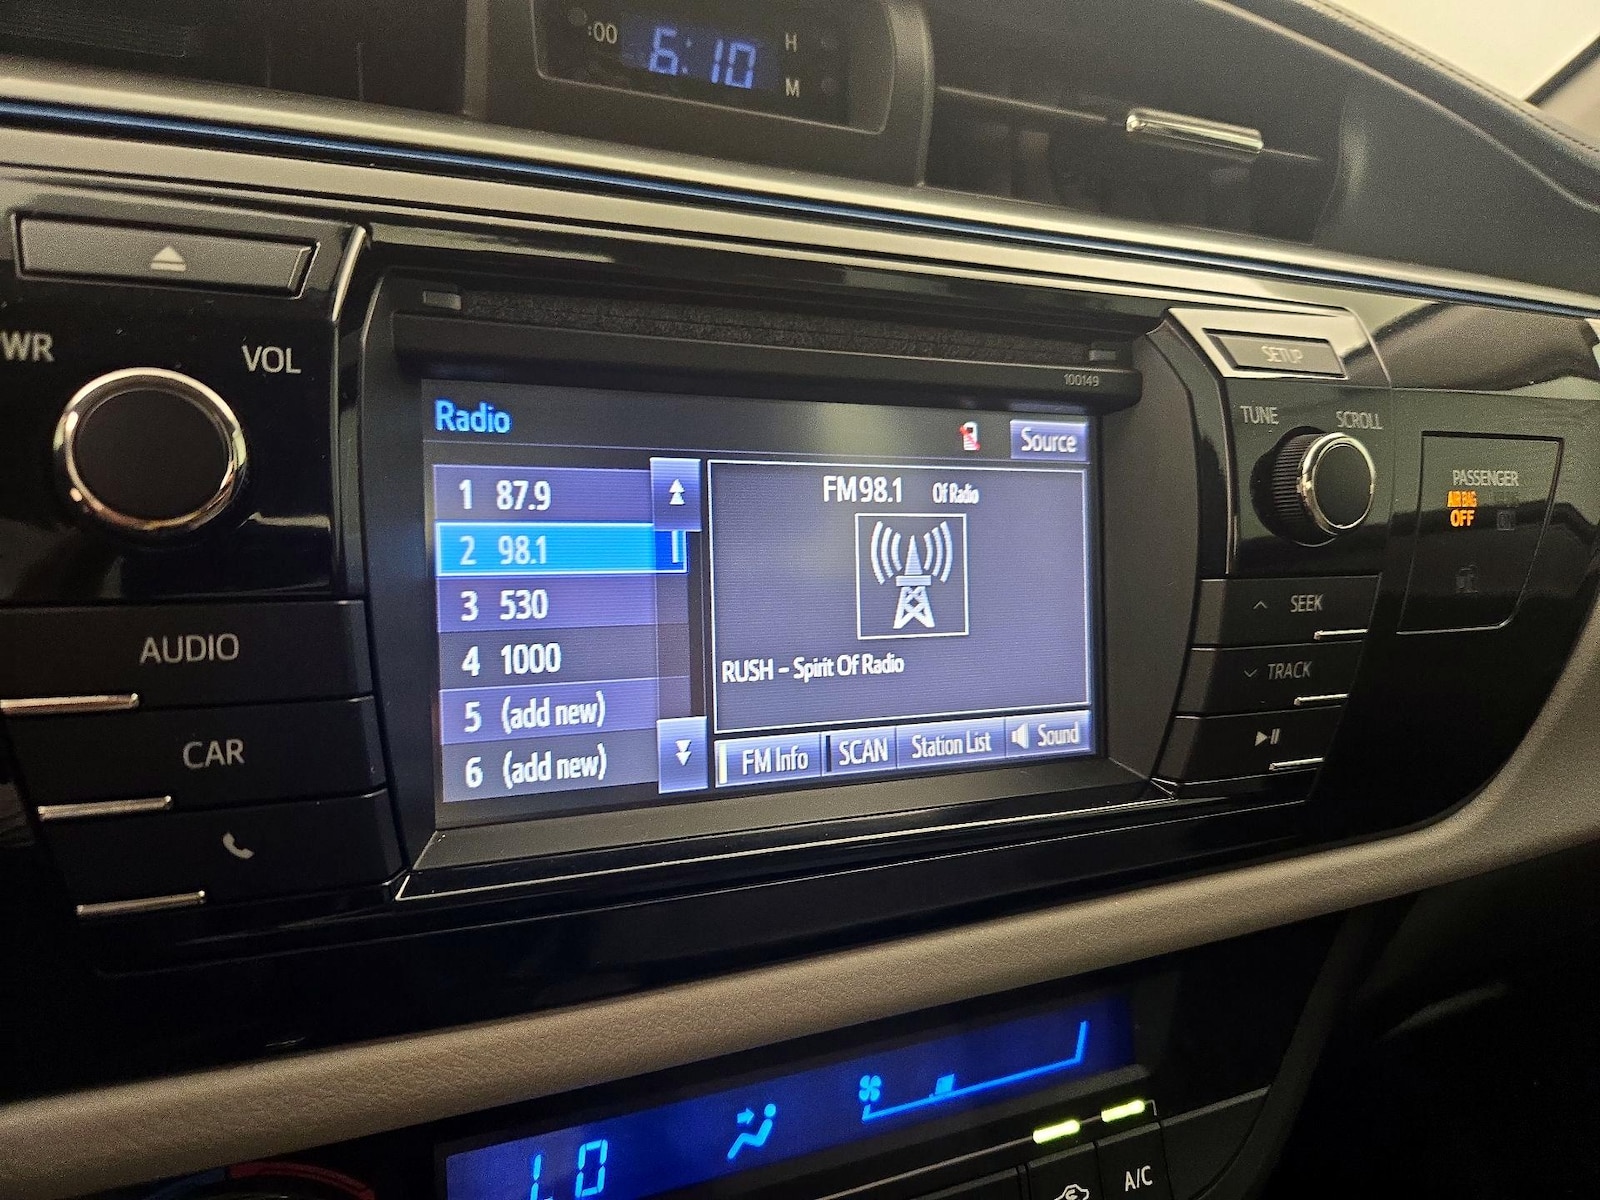 :00 6:10 H
M
PWR VOL
100149
SETUP
TUNE SCROLL
Radio
Source
1 87.9
2 98.1
3 530
4 1000
5 (add new)
6 (add new)
FM98.1 Of Radio
RUSH - Spirit Of Radio
FM Info
SCAN
Station List
Sound
AUDIO
CAR
SEEK
TRACK
PASSENGER
AIR BAG
OFF
LO
A/C